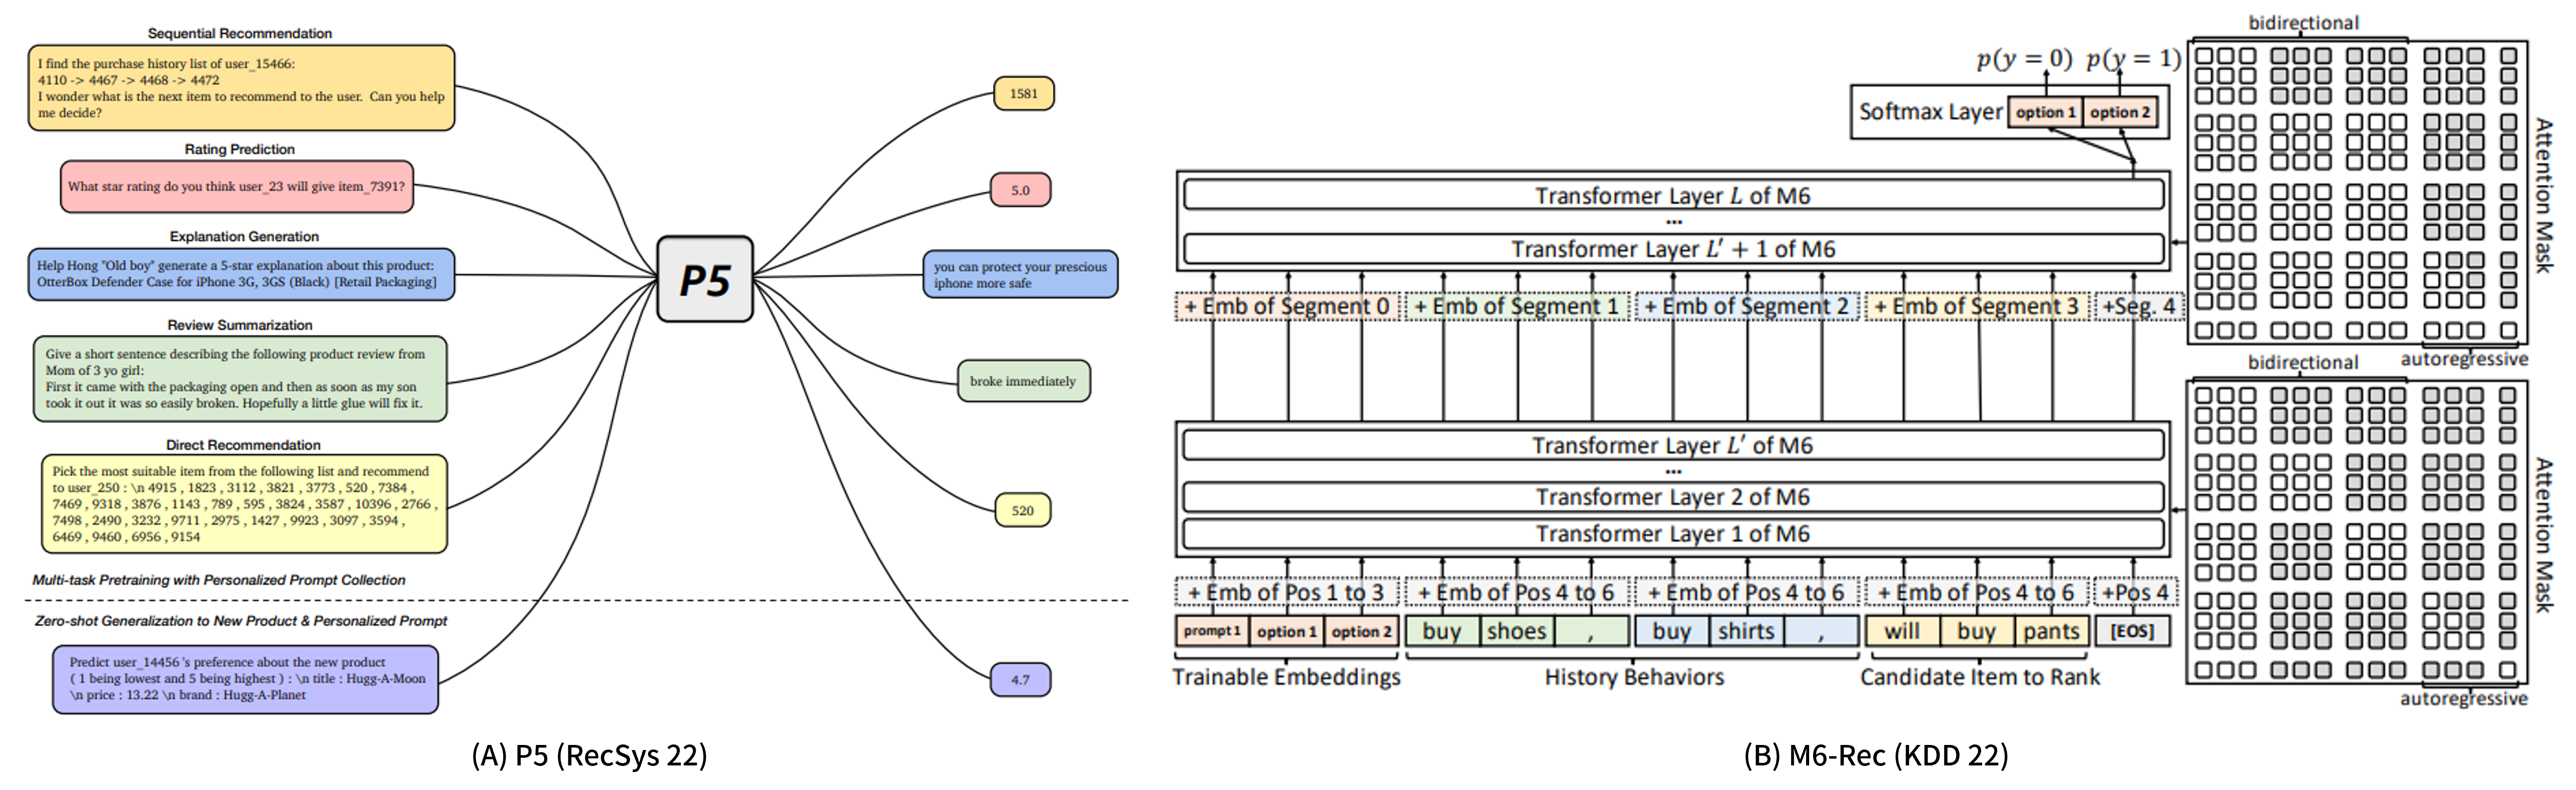 Sequential Recommendation
I find the purchase history list of user_15466:
4110 -> 4467 -> 4468 -> 4472
I wonder what is the next item to recommend to the user. Can you help
me decide?
Rating Prediction
What star rating do you think user_23 will give item_7391?
Explanation Generation
Help Hong "Old boy" generate a 5-star explanation about this product:
OtterBox Defender Case for iPhone 3G, 3GS (Black) [Retail Packaging]
Review Summarization
Give a short sentence describing the following product review from
Mom of 3 yo girl:
First it came with the packaging open and then as soon as my son
took it out it was so easily broken. Hopefully a little glue will fix it.
Direct Recommendation
Pick the most suitable item from the following list and recommend
to user_250 : \n 4915 , 1823 , 3112 , 3821 , 3773 , 520 , 7384 ,
7469 , 9318 , 3876 , 1143 , 789 , 595 , 3824 , 3587 , 10396 , 2766 ,
7498 , 2490 , 3232 , 9711 , 2975 , 1427 , 9923 , 3097 , 3594 ,
6469 , 9460 , 6956 , 9154
Multi-task Pretraining with Personalized Prompt Collection
Zero-shot Generalization to New Product & Personalized Prompt
Predict user_14456 's preference about the new product
( 1 being lowest and 5 being highest ) : \n title : Hugg-A-Moon
\n price : 13.22 \n brand : Hugg-A-Planet
P5
1581
5.0
you can protect your prescious
iphone more safe
broke immediately
520
4.7
(A) P5 (RecSys 22)
p(y = 0) p(y = 1)
Softmax Layer option 1 option 2
Transformer Layer L of M6
...
Transformer Layer L′ + 1 of M6
+ Emb of Segment 0 + Emb of Segment 1 + Emb of Segment 2 + Emb of Segment 3 +Seg. 4
Transformer Layer L′ of M6
...
Transformer Layer 2 of M6
Transformer Layer 1 of M6
+ Emb of Pos 1 to 3 + Emb of Pos 4 to 6 + Emb of Pos 4 to 6 + Emb of Pos 4 to 6 +Pos 4
prompt 1 option 1 option 2 buy shoes , buy shirts , will buy pants [EOS]
Trainable Embeddings History Behaviors Candidate Item to Rank
bidirectional
Attention Mask
autoregressive
bidirectional
Attention Mask
autoregressive
(B) M6-Rec (KDD 22)